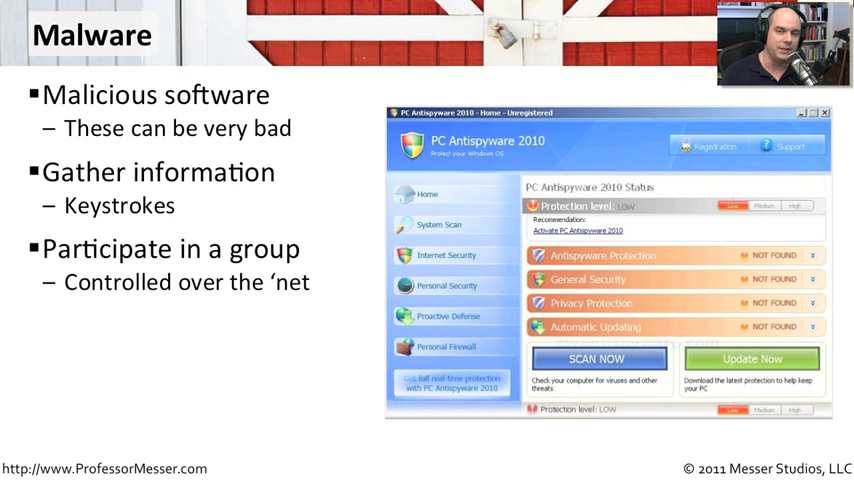 Malware
▪Malicious software
– These can be very bad
▪Gather information
– Keystrokes
▪Participate in a group
– Controlled over the ‘net
PC Antispyware 2010 - Home - Unregistered
PC Antispyware 2010
Protect your Windows OS
Registration
Support
Home
System Scan
Internet Security
Personal Security
Proactive Defense
Personal Firewall
Get full real-time protection
with PC Antispyware 2010
PC Antispyware 2010 Status
Protection level: LOW
Low Medium High
Recommendation:
Activate PC Antispyware 2010
Antispyware Protection NOT FOUND
General Security NOT FOUND
Privacy Protection NOT FOUND
Automatic Updating NOT FOUND
SCAN NOW
Update Now
Check your computer for viruses and other
threats
Download the latest protection to help keep
your PC
Protection level: LOW
Low Medium High
http://www.ProfessorMesser.com
© 2011 Messer Studios, LLC